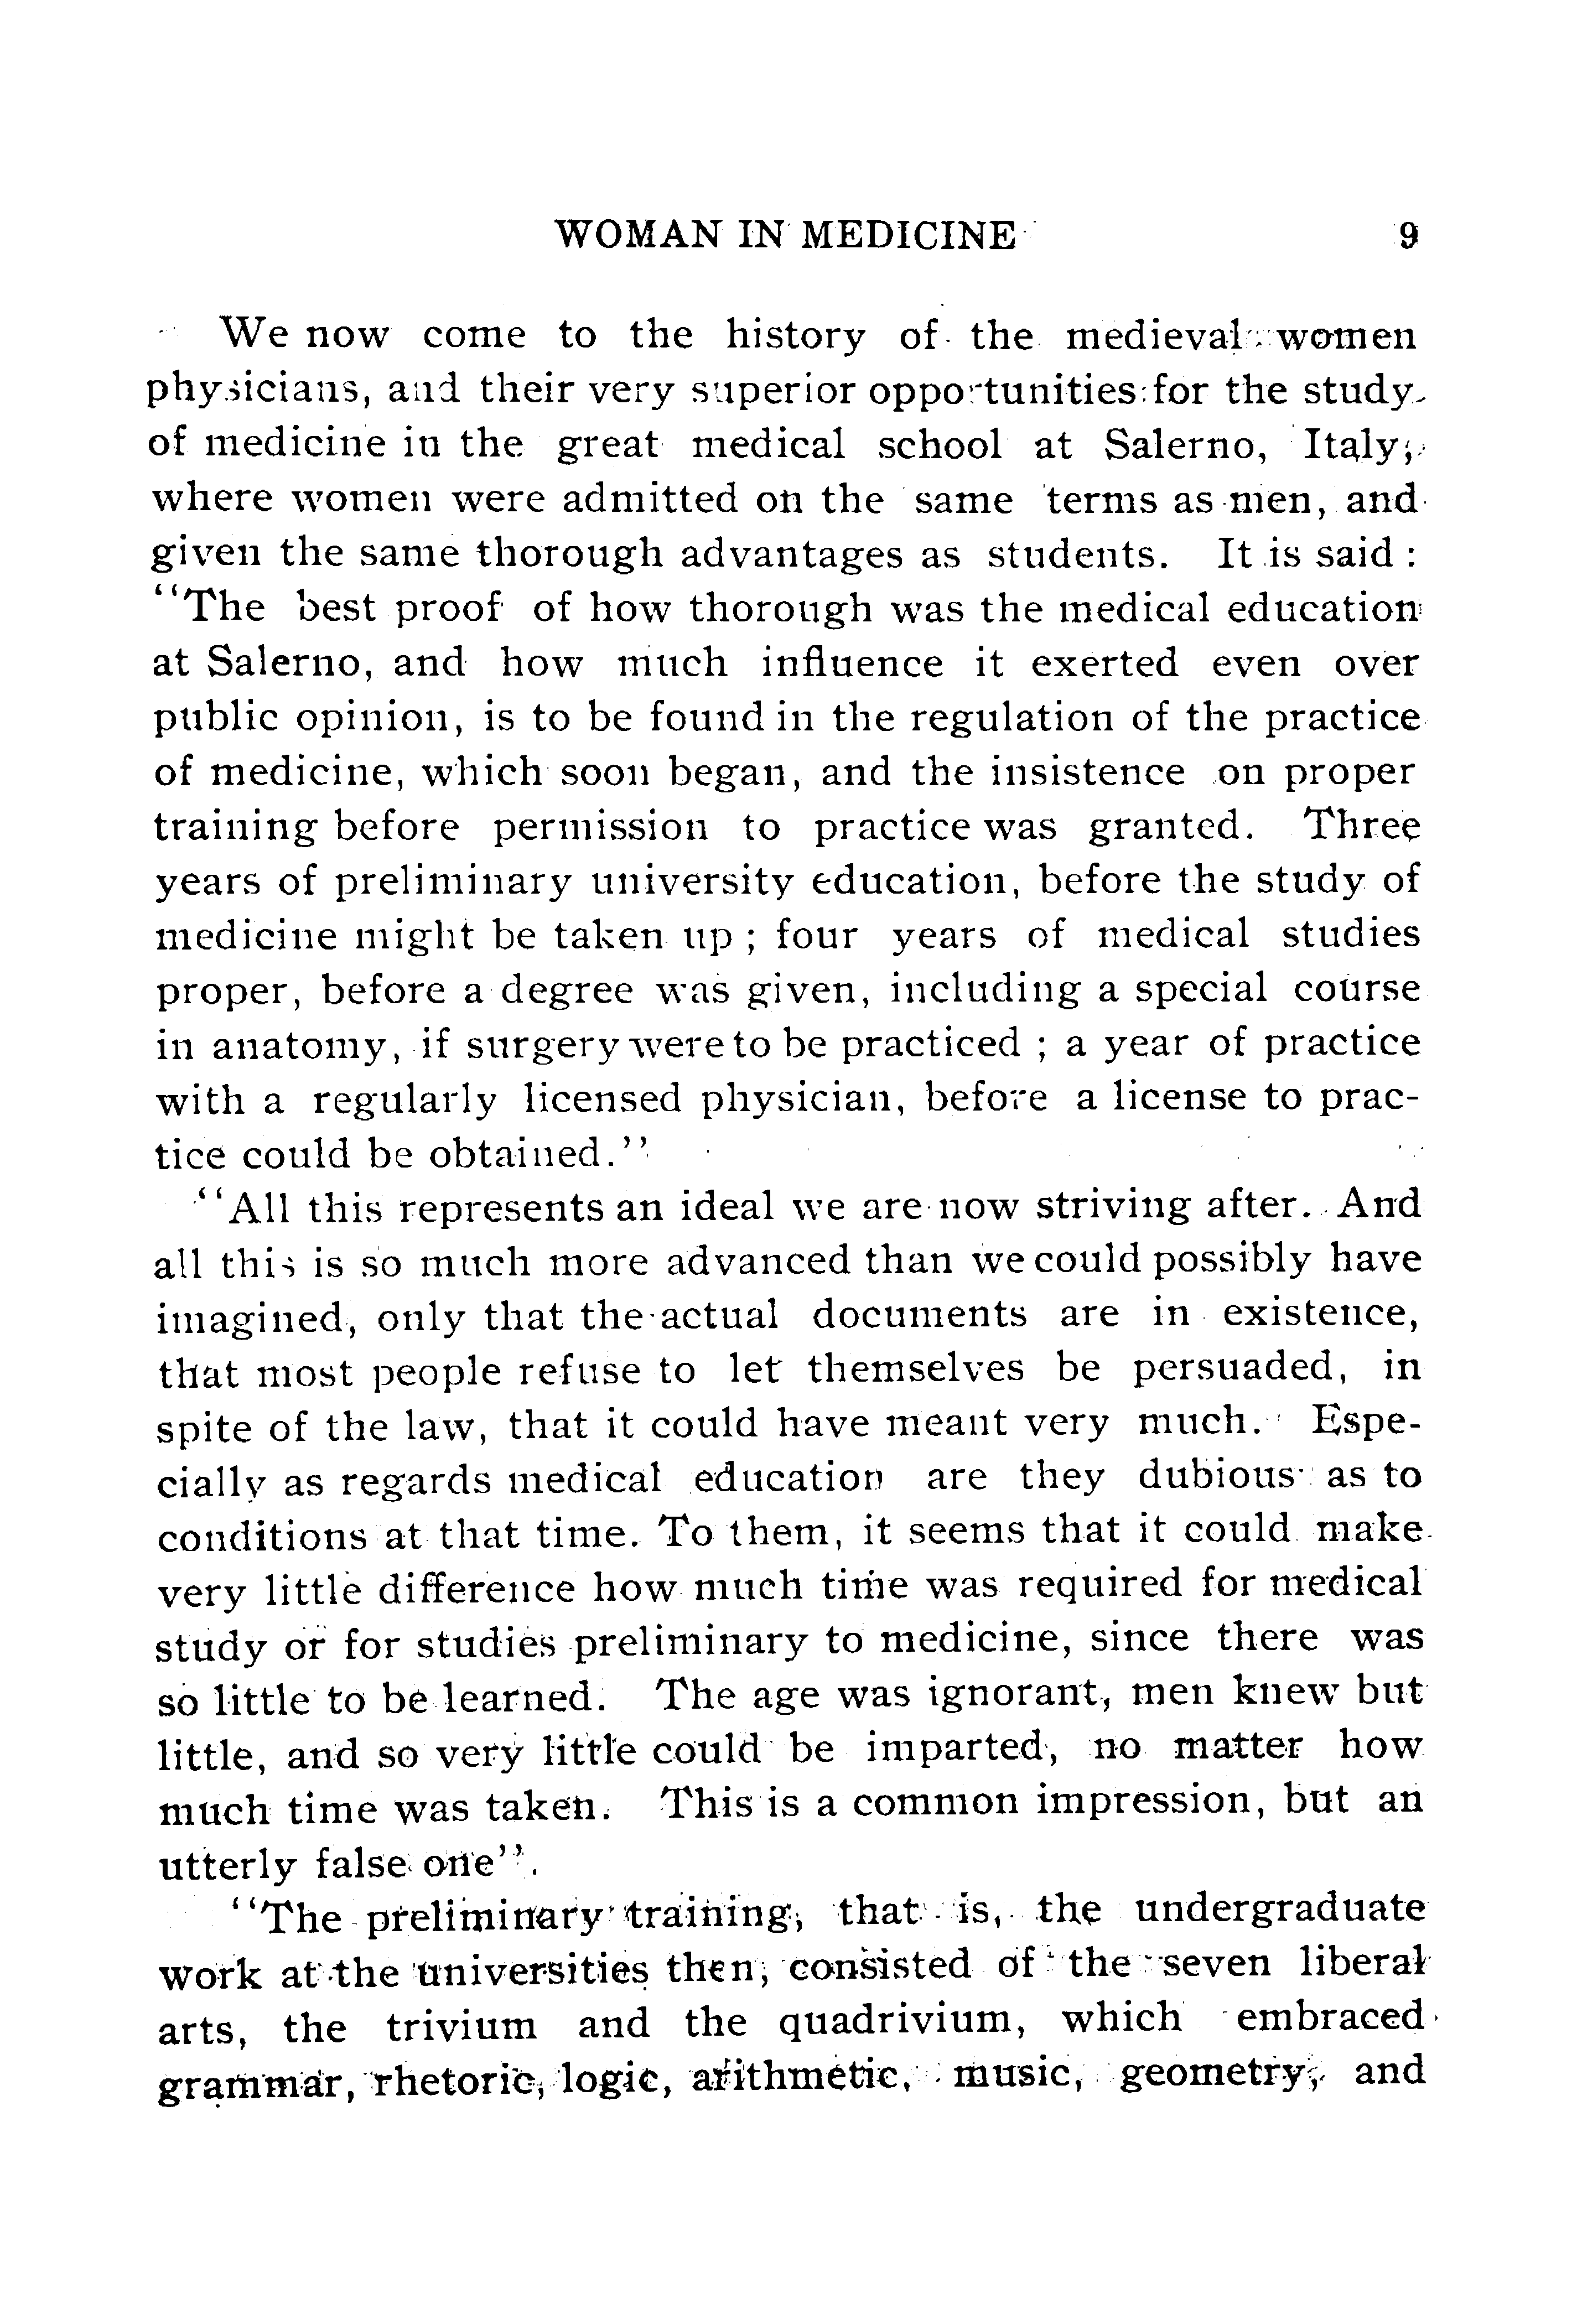 WOMAN IN MEDICINE 9
We now come to the history of the medieval women
physicians, and their very superior opportunities for the study
of medicine in the great medical school at Salerno, Italy,
where women were admitted on the same terms as men, and
given the same thorough advantages as students. It is said :
"The best proof of how thorough was the medical education
at Salerno, and how much influence it exerted even over
public opinion, is to be found in the regulation of the practice
of medicine, which soon began, and the insistence on proper
training before permission to practice was granted. Three
years of preliminary university education, before the study of
medicine might be taken up ; four years of medical studies
proper, before a degree was given, including a special course
in anatomy, if surgery were to be practiced ; a year of practice
with a regularly licensed physician, before a license to prac-
tice could be obtained."
"All this represents an ideal we are now striving after. And
all this is so much more advanced than we could possibly have
imagined, only that the actual documents are in existence,
that most people refuse to let themselves be persuaded, in
spite of the law, that it could have meant very much. Espe-
cially as regards medical education are they dubious as to
conditions at that time. To them, it seems that it could make
very little difference how much time was required for medical
study or for studies preliminary to medicine, since there was
so little to be learned. The age was ignorant, men knew but
little, and so very little could be imparted, no matter how
much time was taken. This is a common impression, but an
utterly false one".
"The preliminary training, that is, the undergraduate
work at the universities then, consisted of the seven liberal
arts, the trivium and the quadrivium, which embraced
grammar, rhetoric, logic, arithmetic, music, geometry, and